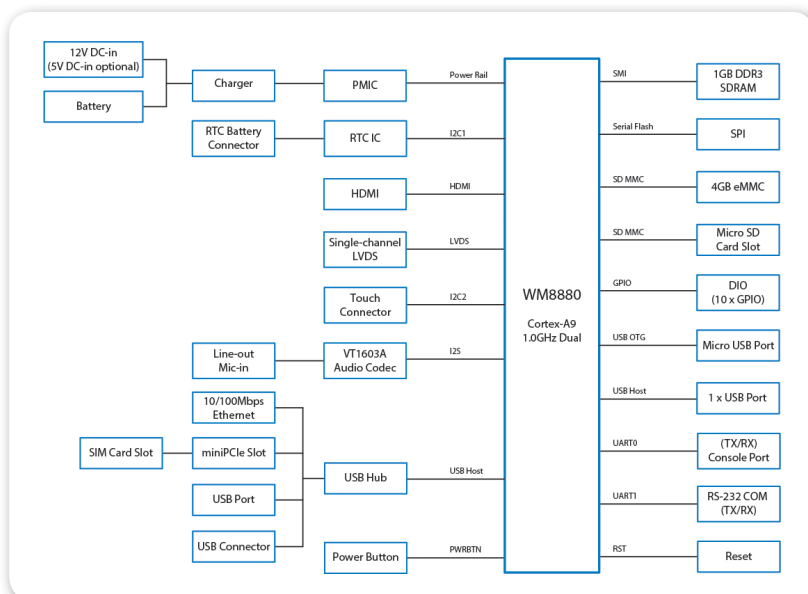 12V DC-in
(5V DC-in optional)
Battery
Charger
PMIC
Power Rail
RTC Battery
Connector
RTC IC
I2C1
HDMI
HDMI
Single-channel
LVDS
LVDS
Touch
Connector
I2C2
Line-out
Mic-in
VT1603A
Audio Codec
I2S
10/100Mbps
Ethernet
SIM Card Slot
miniPCIe Slot
USB Port
USB Connector
USB Hub
USB Host
Power Button
PWRBTN
WM8880
Cortex-A9
1.0GHz Dual
SMI
1GB DDR3
SDRAM
Serial Flash
SPI
SD MMC
4GB eMMC
SD MMC
Micro SD
Card Slot
GPIO
DIO
(10 x GPIO)
USB OTG
Micro USB Port
USB Host
1 x USB Port
UART0
(TX/RX)
Console Port
UART1
RS-232 COM
(TX/RX)
RST
Reset